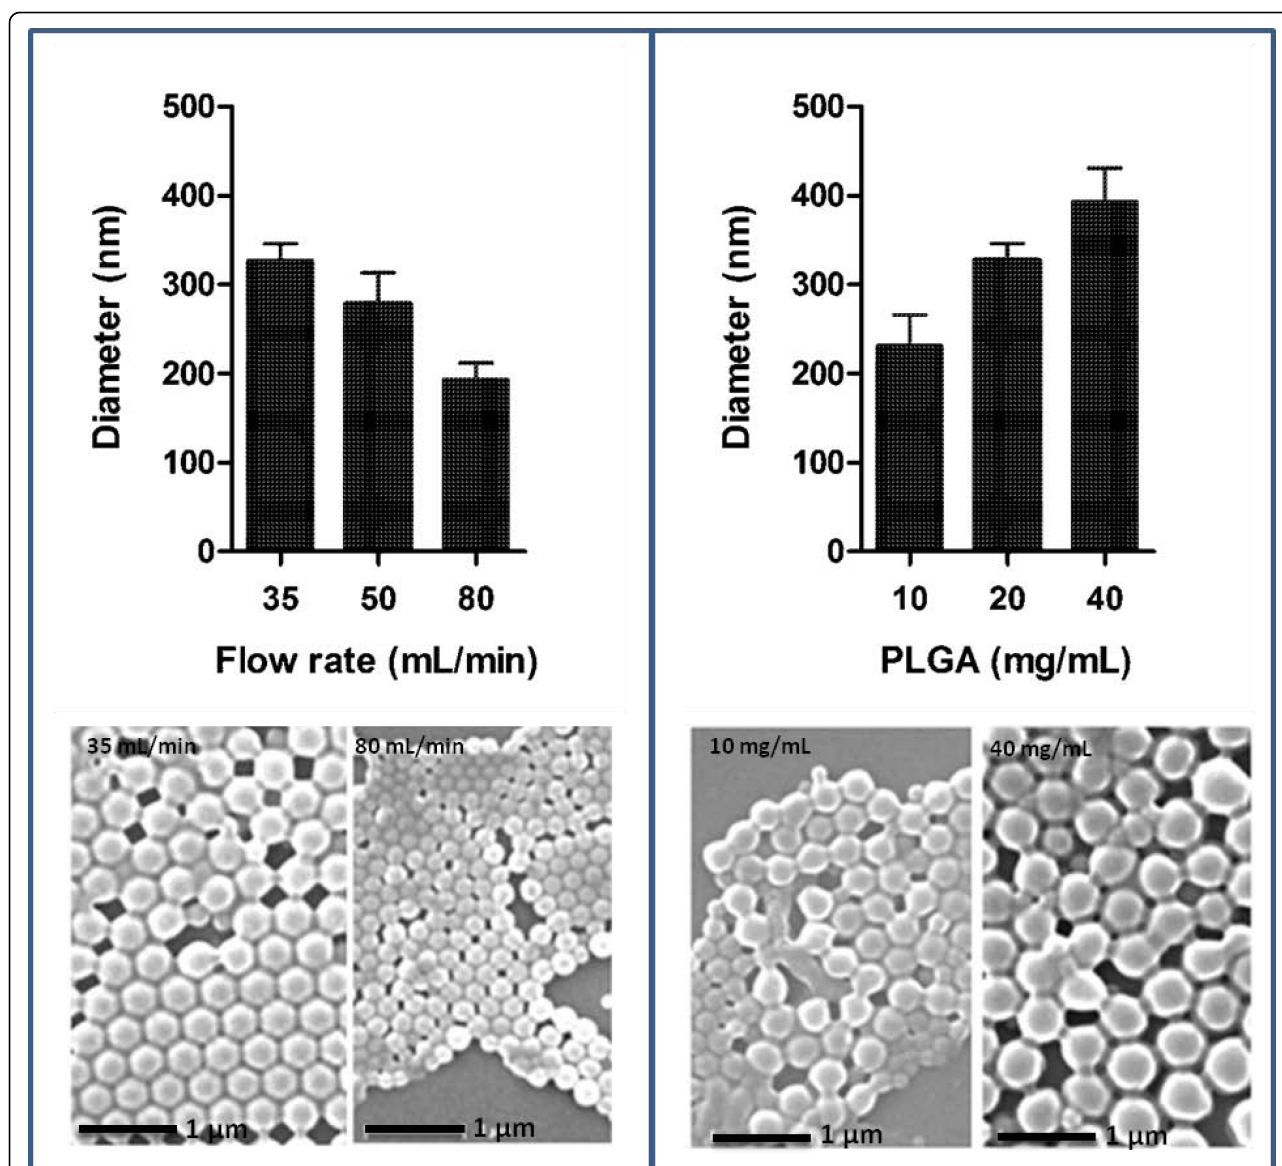 500
400
300
200
100
0
Diameter (nm)
35 50 80
Flow rate (mL/min)
500
400
300
200
100
0
Diameter (nm)
10 20 40
PLGA (mg/mL)
35 mL/min
80 mL/min
1 μm
1 μm
10 mg/mL
40 mg/mL
1 μm
1 μm